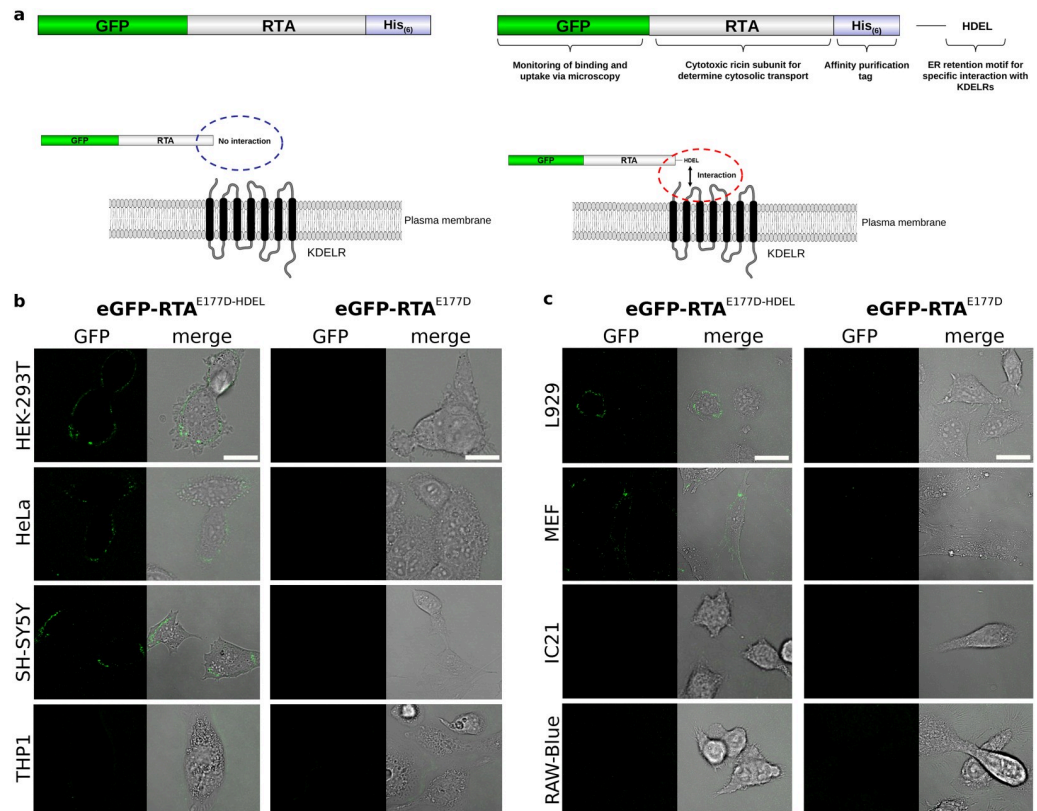 a
GFP RTA His(6)
GFP RTA His(6) HDEL
Monitoring of binding and uptake via microscopy
Cytotoxic ricin subunit for determine cytosolic transport
Affinity purification tag
ER retention motif for specific interaction with KDELRs
GFP RTA No interaction
Plasma membrane
KDELR
GFP RTA HDEL
Interaction
Plasma membrane
KDELR
b
eGFP-RTAE177D-HDEL eGFP-RTAE177D
GFP merge GFP merge
HEK-293T
HeLa
SH-SY5Y
THP1
c
eGFP-RTAE177D-HDEL eGFP-RTAE177D
GFP merge GFP merge
L929
MEF
IC21
RAW-Blue